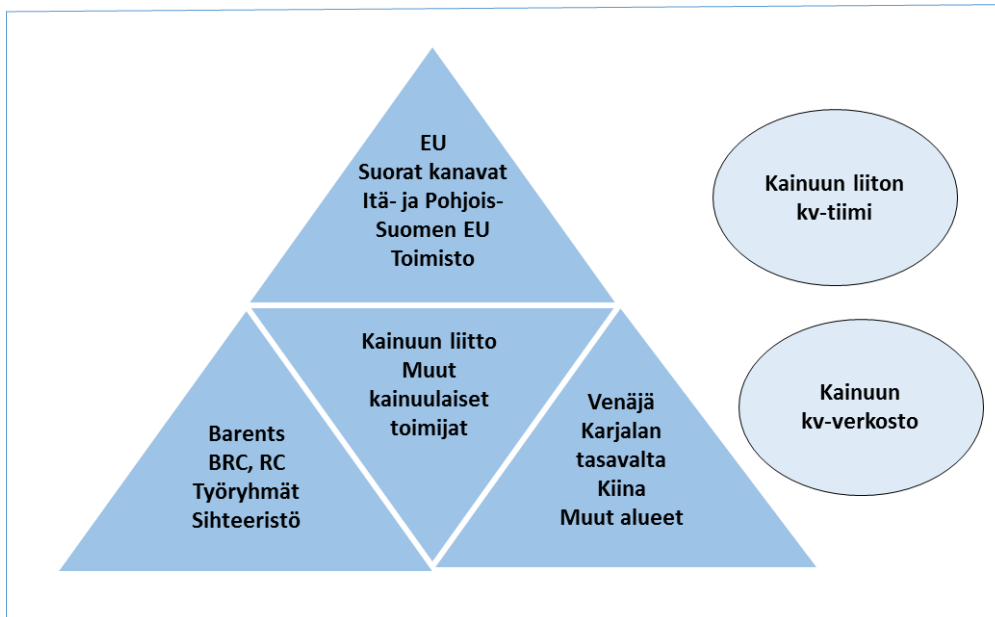 EU
Suorat kanavat
Itä- ja Pohjois-
Suomen EU
Toimisto
Kainuun liiton
kv-tiimi
Kainuun liitto
Muut
kainuulaiset
toimijat
Kainuun
kv-verkosto
Barents
BRC, RC
Työryhmät
Sihteeristö
Venäjä
Karjalan
tasavalta
Kiina
Muut alueet